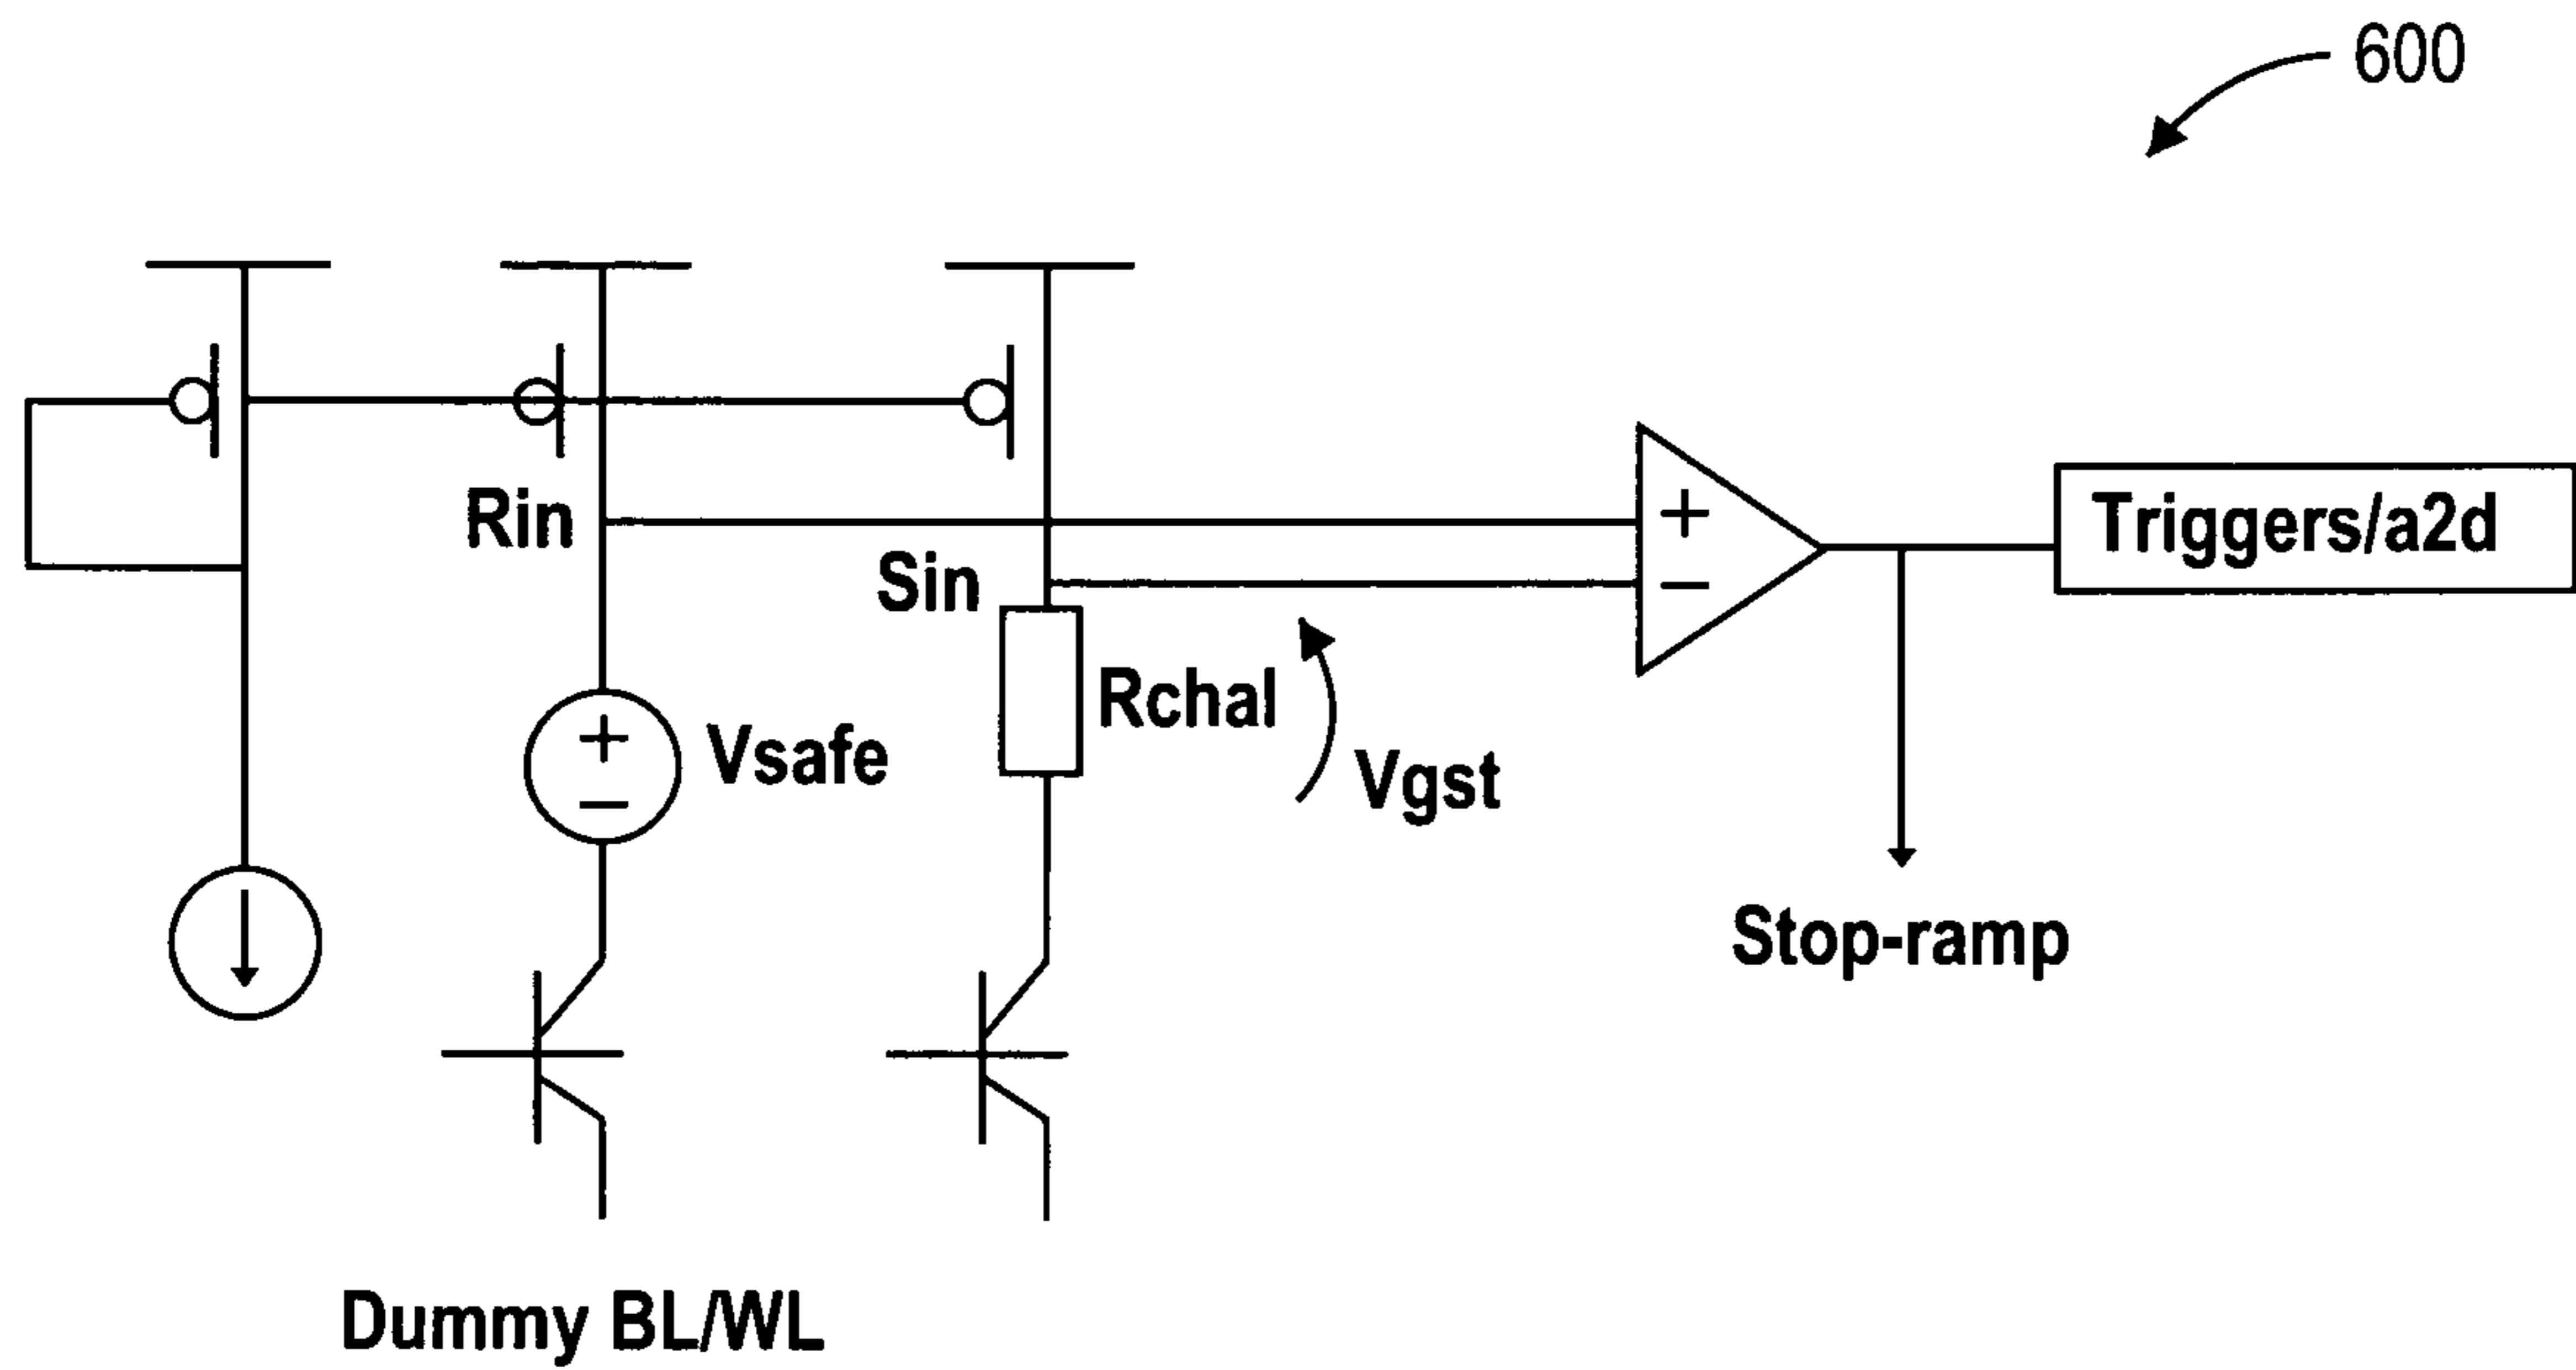 600
Rin
Triggers/a2d
Sin
+
−
Rchal
Vsafe
+
−
Vgst
Stop-ramp
Dummy BL/WL